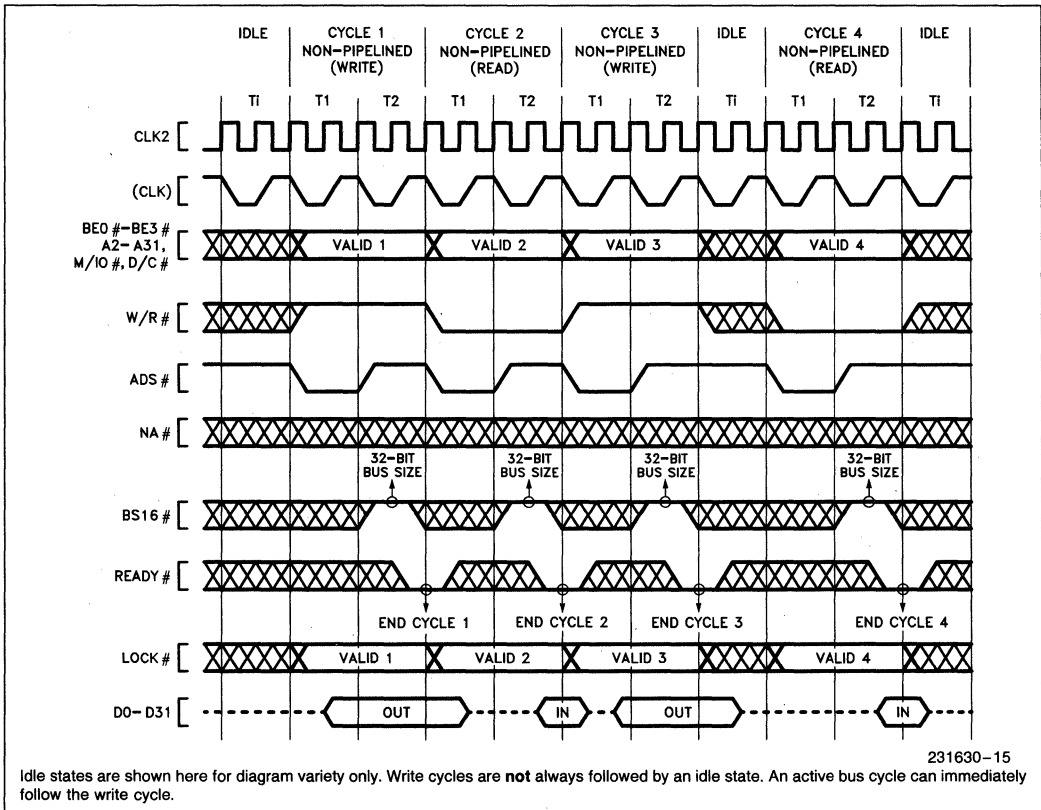 IDLE CYCLE 1 CYCLE 2 CYCLE 3 IDLE CYCLE 4 IDLE
NON-PIPELINED NON-PIPELINED NON-PIPELINED NON-PIPELINED
(WRITE) (READ) (WRITE) (READ)
Ti T1 T2 T1 T2 T1 T2 Ti T1 T2 Ti
CLK2
(CLK)
BE0 #-BE3 #
A2-A31,
M/IO #, D/C #
VALID 1 VALID 2 VALID 3 VALID 4
W/R #
ADS #
NA #
32-BIT 32-BIT 32-BIT 32-BIT
BUS SIZE BUS SIZE BUS SIZE BUS SIZE
BS16 #
READY #
END CYCLE 1 END CYCLE 2 END CYCLE 3 END CYCLE 4
LOCK # VALID 1 VALID 2 VALID 3 VALID 4
D0-D31 OUT IN OUT IN
231630-15
Idle states are shown here for diagram variety only. Write cycles are not always followed by an idle state. An active bus cycle can immediately
follow the write cycle.